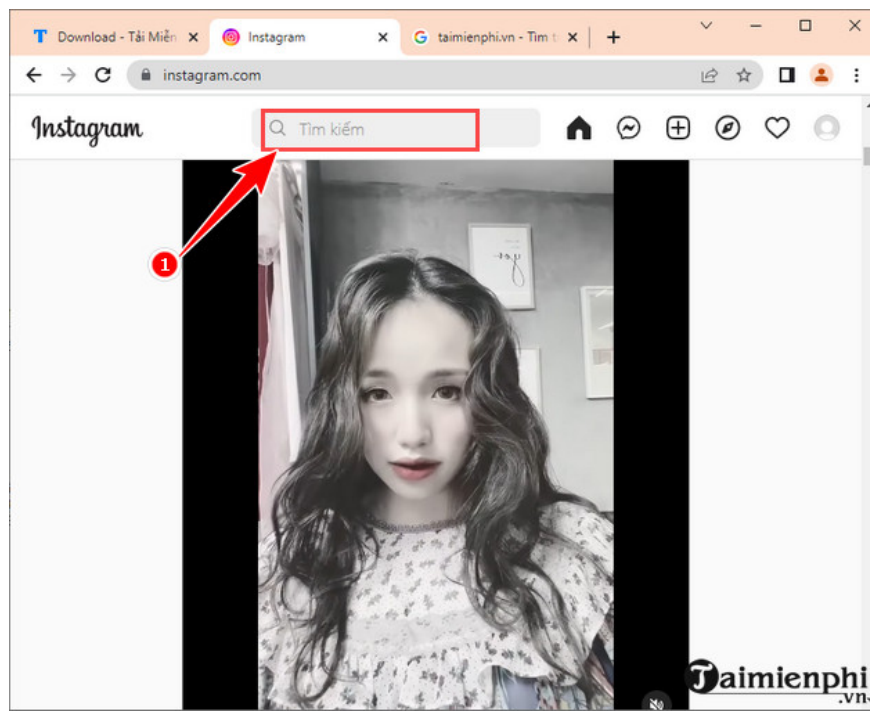 Download - Tải Miễn
Instagram
taimienphi.vn - Tìm t
instagram.com
Instagram
Tìm kiếm
1
Taimienphi
.vn